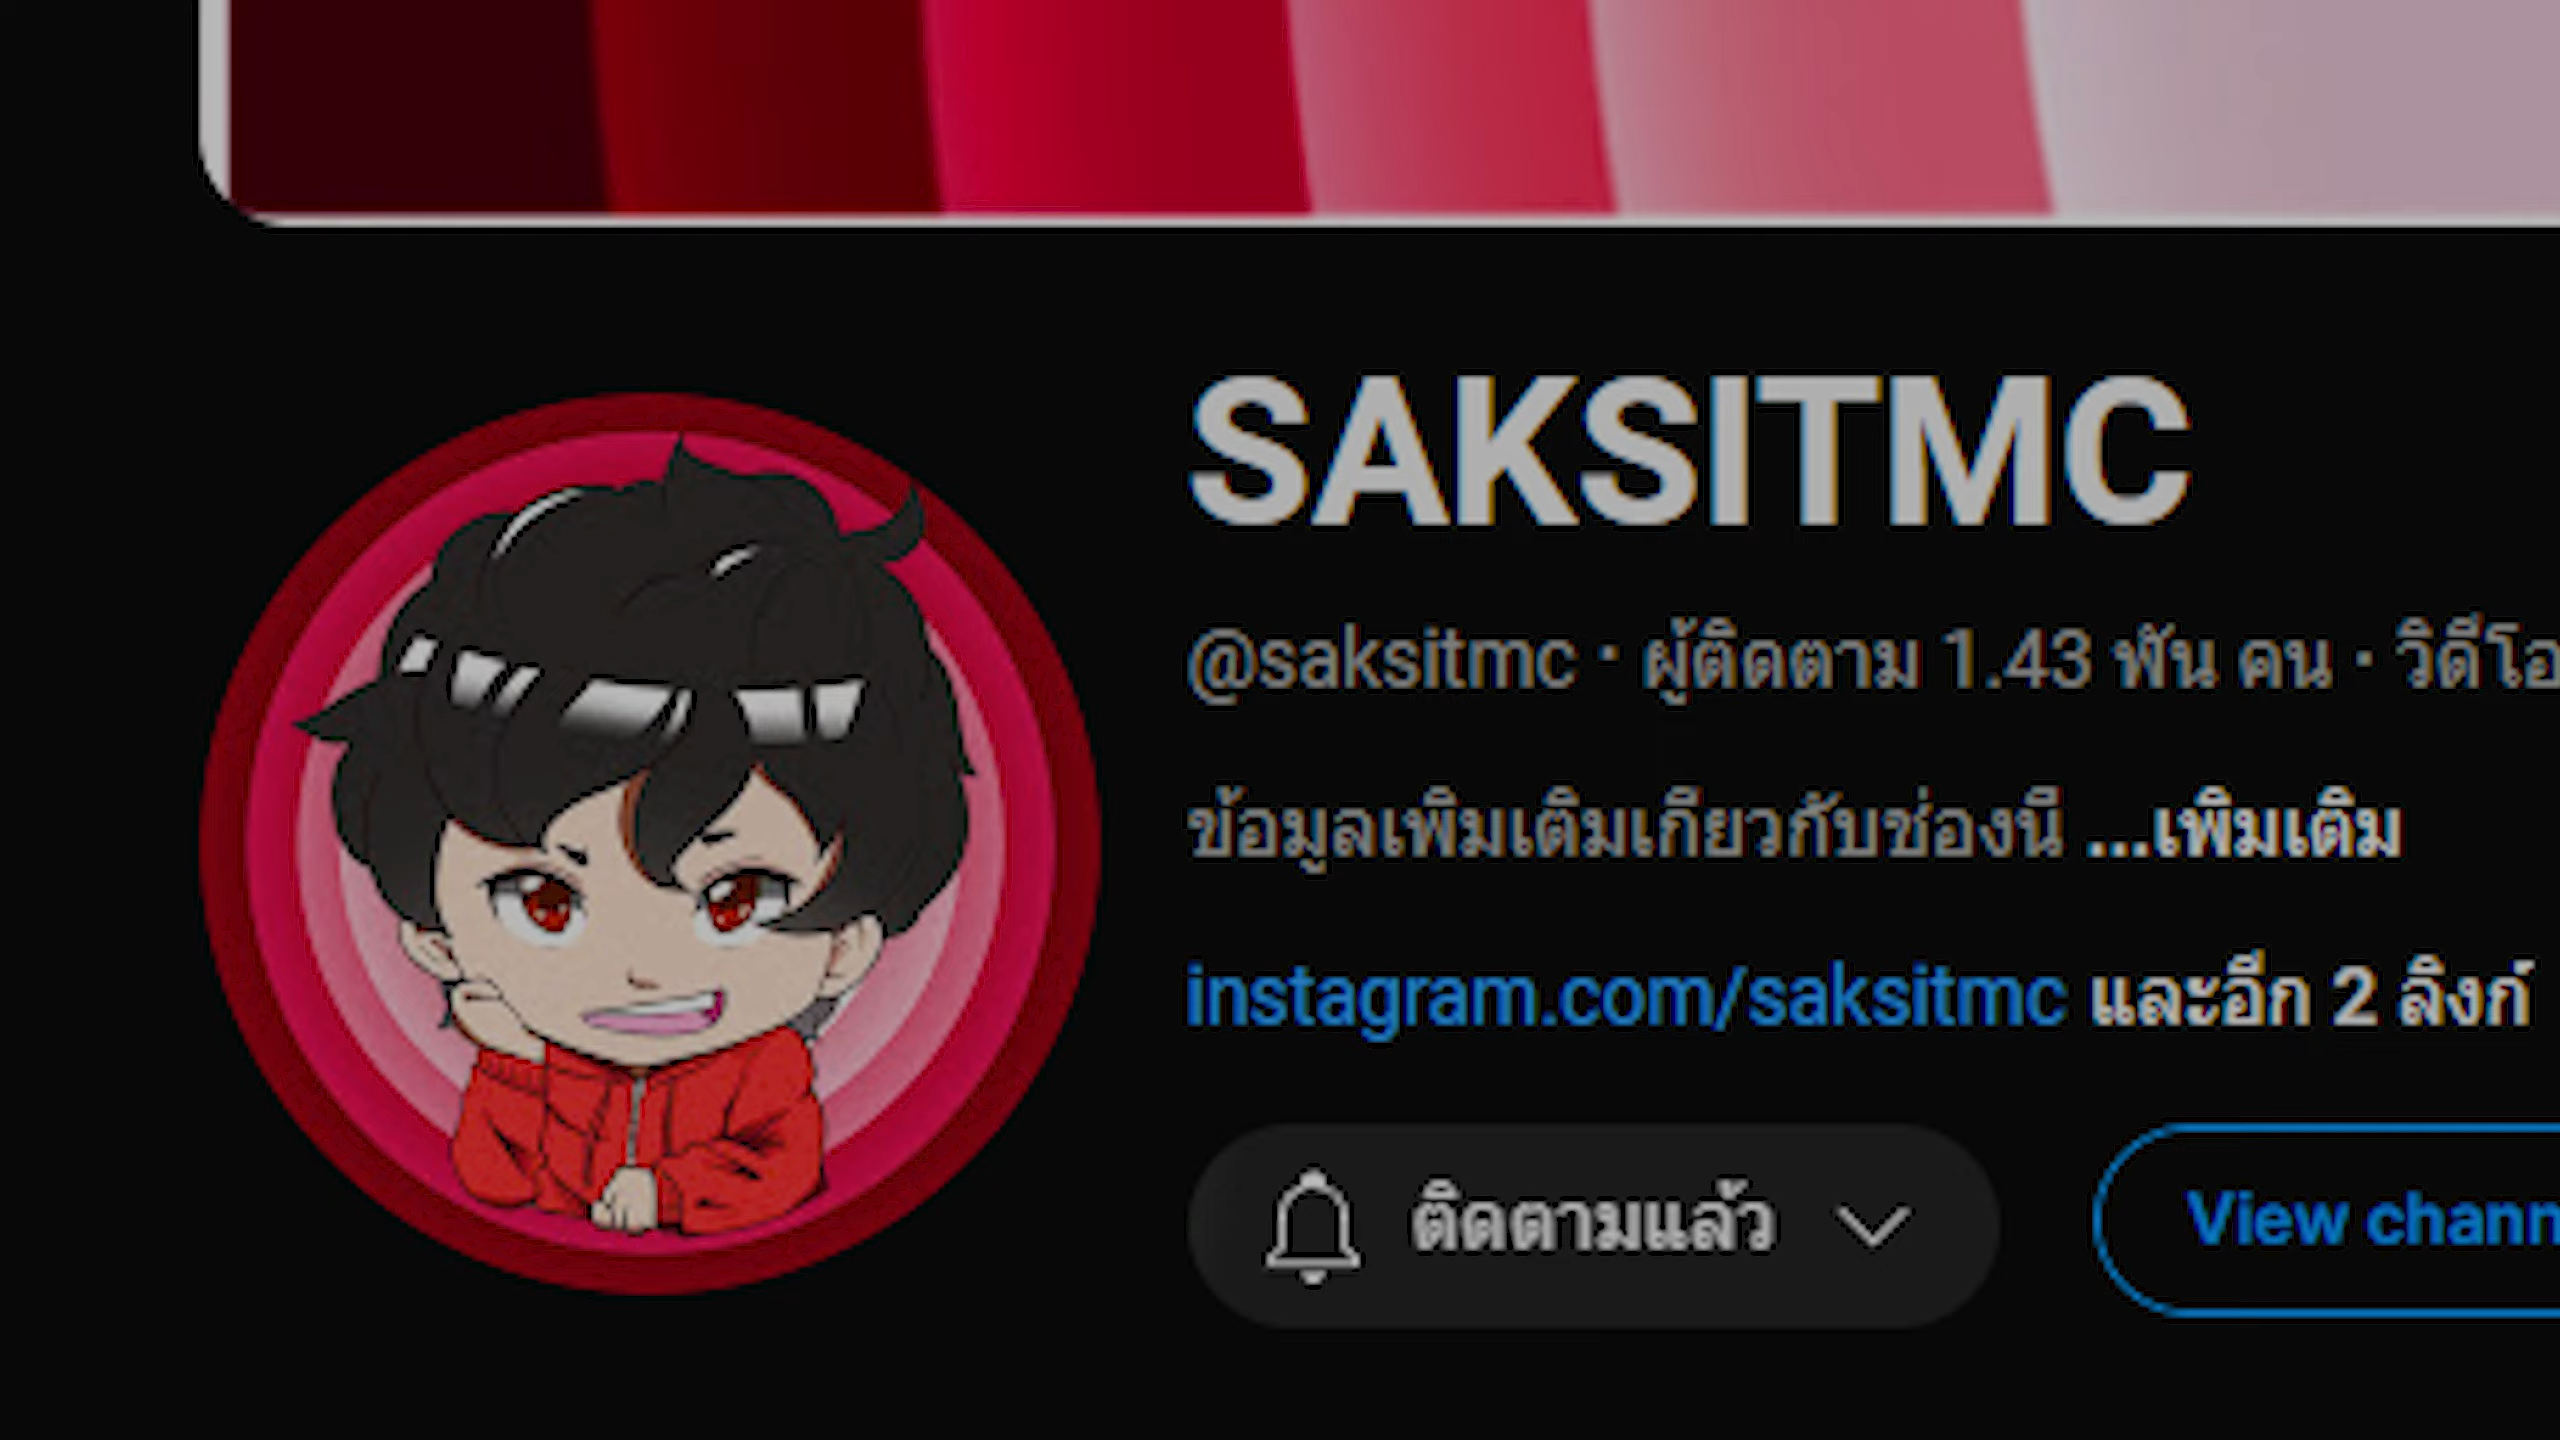 SAKSITMC
@saksitmc · ผู้ติดตาม 1.43 พัน คน · วิดีโอ
ข้อมูลเพิ่มเติมเกี่ยวกับช่องนี้ ...เพิ่มเติม
instagram.com/saksitmc และอีก 2 ลิงก์
ติดตามแล้ว
View